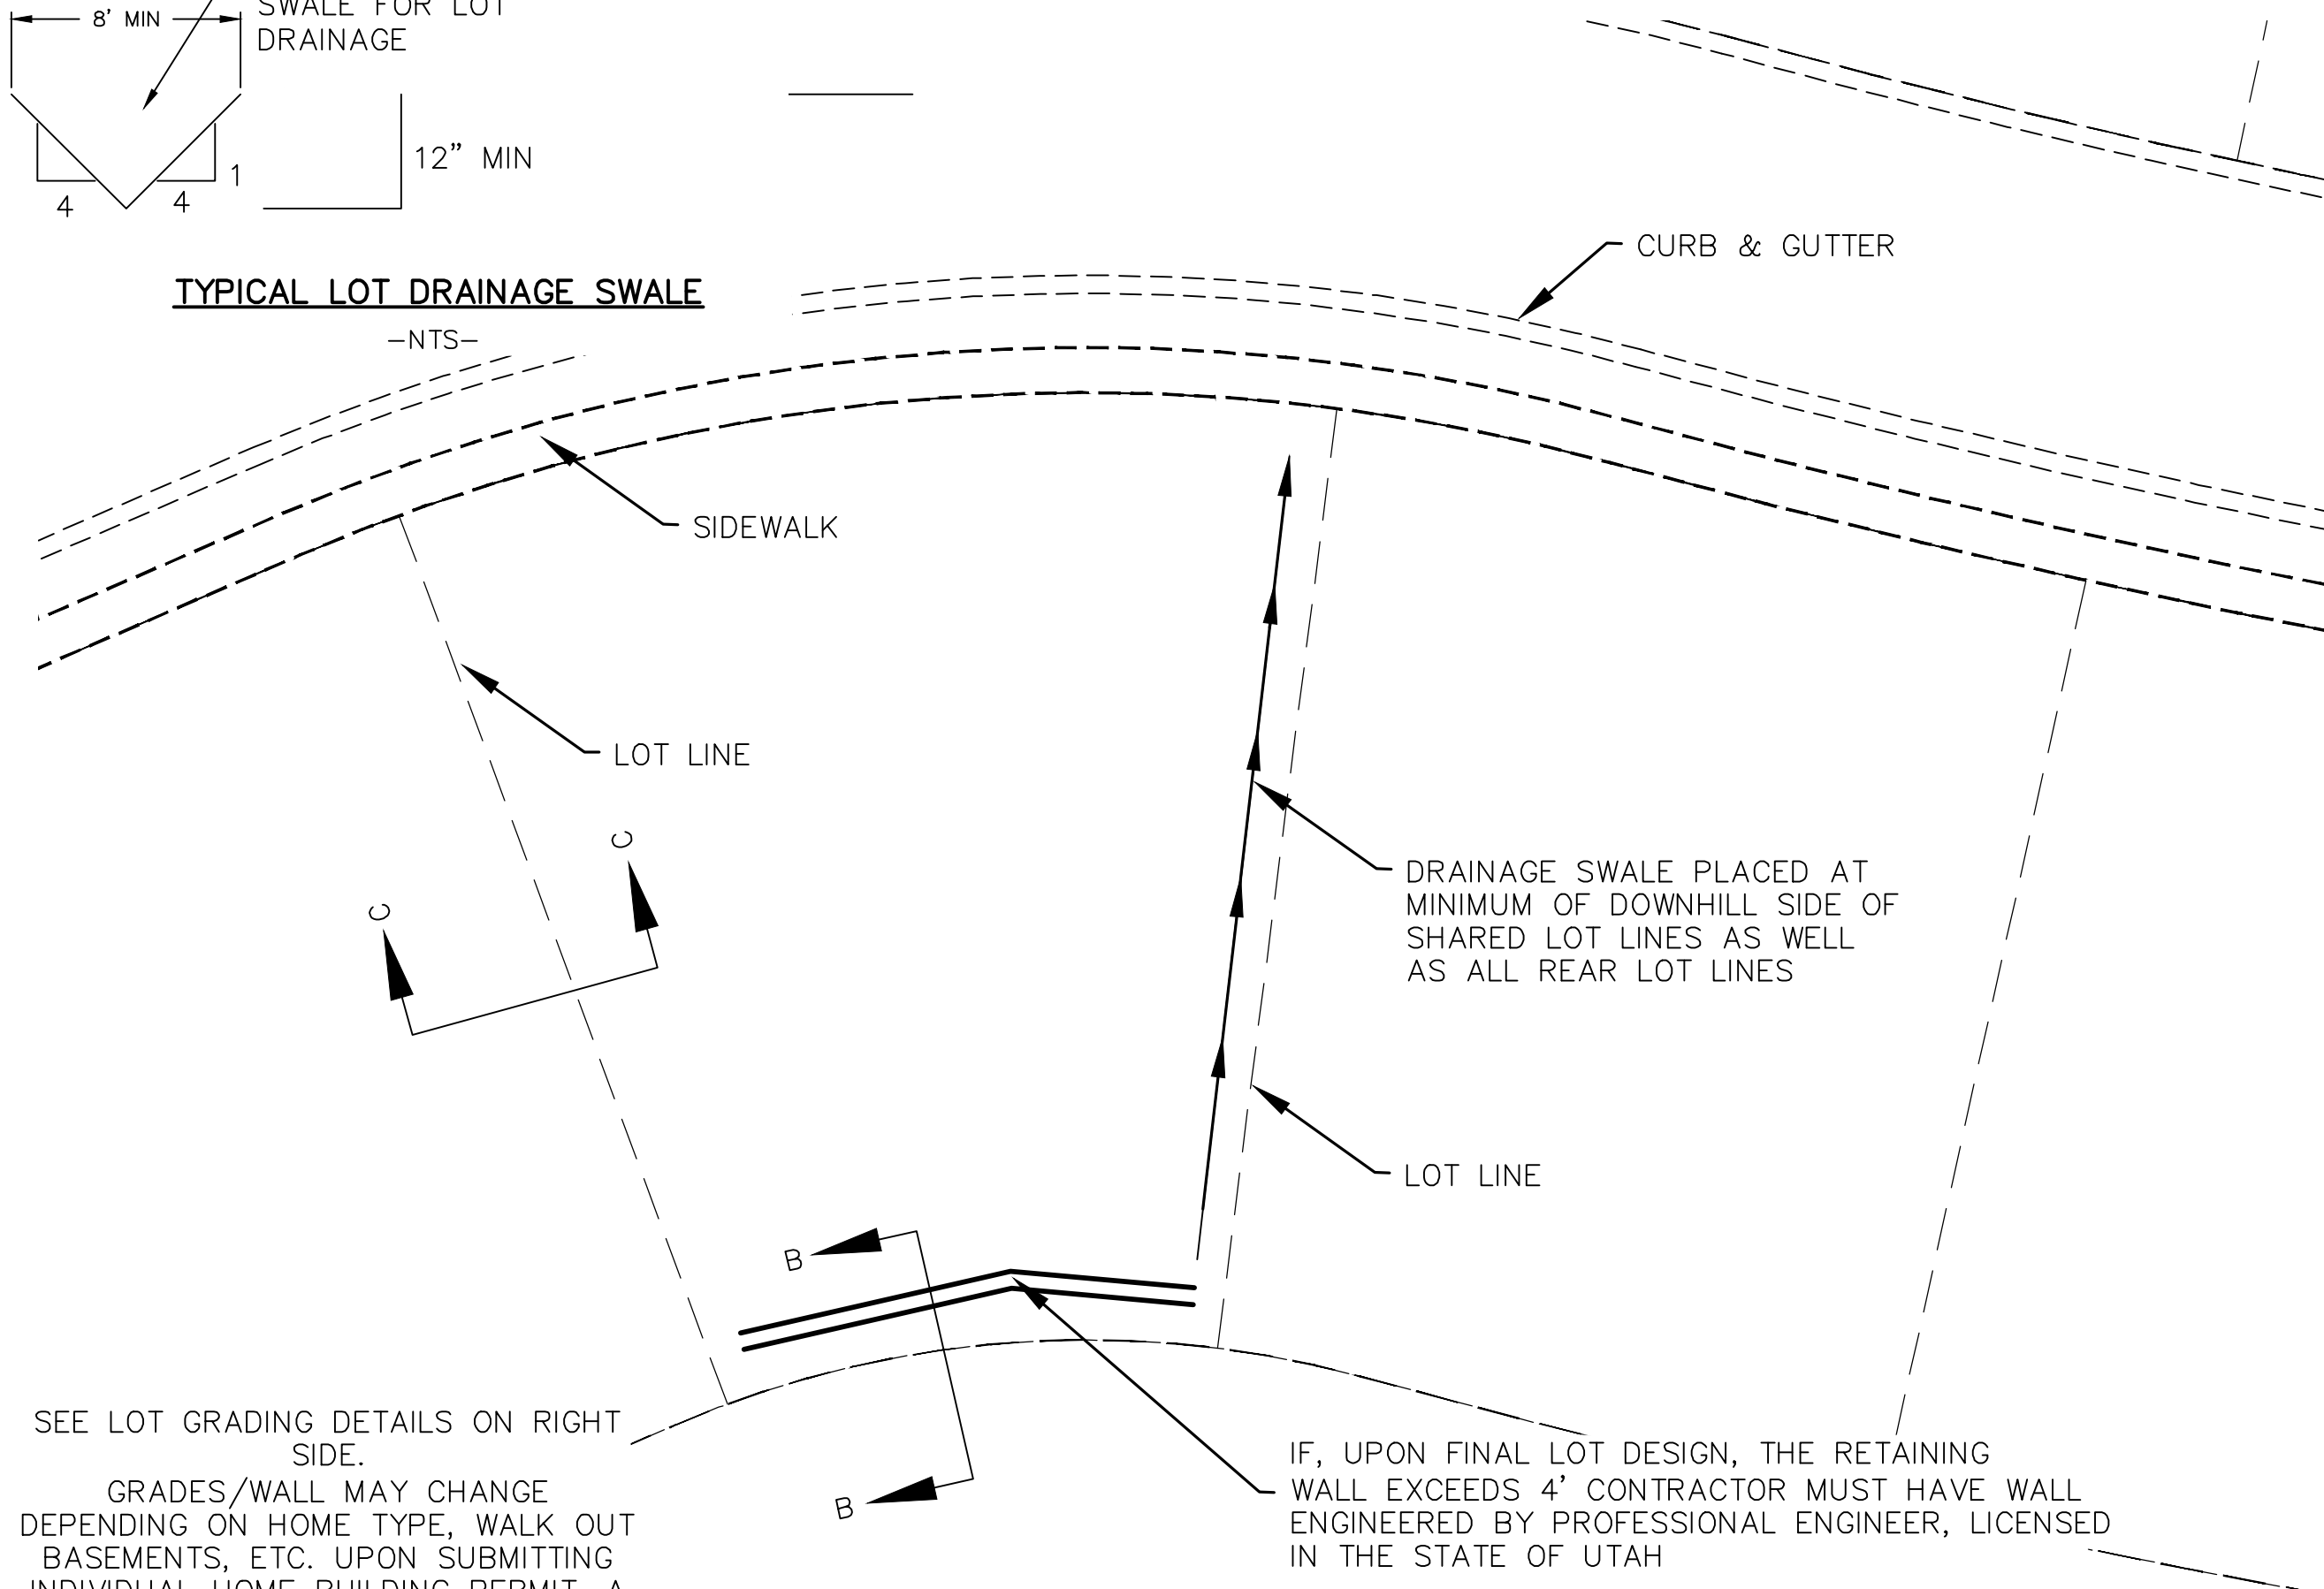 8' MIN
SWALE FOR LOT
DRAINAGE
12" MIN
1
4
4
TYPICAL LOT DRAINAGE SWALE
-NTS-
CURB & GUTTER
SIDEWALK
LOT LINE
C
C
DRAINAGE SWALE PLACED AT
MINIMUM OF DOWNHILL SIDE OF
SHARED LOT LINES AS WELL
AS ALL REAR LOT LINES
LOT LINE
B
B
SEE LOT GRADING DETAILS ON RIGHT
SIDE.
GRADES/WALL MAY CHANGE
DEPENDING ON HOME TYPE, WALK OUT
BASEMENTS, ETC. UPON SUBMITTING
INDIVIDUAL HOME BUILDING PERMIT, A
IF, UPON FINAL LOT DESIGN, THE RETAINING
WALL EXCEEDS 4' CONTRACTOR MUST HAVE WALL
ENGINEERED BY PROFESSIONAL ENGINEER, LICENSED
IN THE STATE OF UTAH